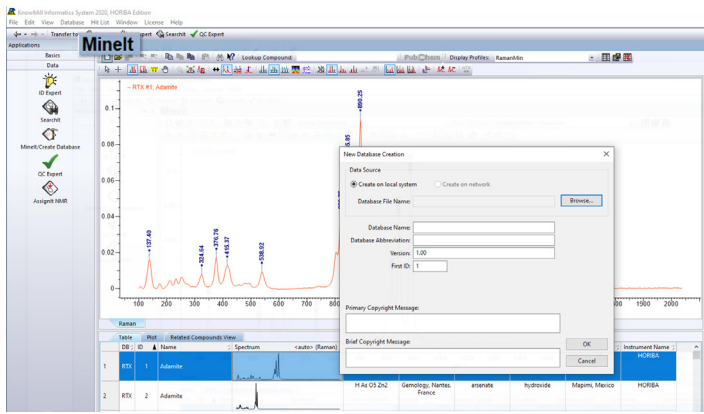 KnowItAll Informatics System 2020, HORIBA Edition
File Edit View Database Hit List Window License Help
Transfer to
MineIt
pert SearchIt QC Expert
Applications
Basics
Data
ID Expert
SearchIt
MineIt/Create Database
QC Expert
AssignIt NMR
Lookup Compound
PubChem
Display Profiles: RamanMin
RTX #1; Adamite
0.1
0.08
0.06
0.04
0.02
0
137.40
324.64
376.76
415.37
538.92
890.25
100 200 300 400 500 600 700 800
1900 2000
New Database Creation
Data Source
Create on local system Create on network
Database File Name:
Browse...
Database Name:
Database Abbreviation:
Version: 1.00
First ID: 1
Primary Copyright Message:
Brief Copyright Message:
OK
Cancel
Raman
Table Plot Related Compounds View
DB ID Name Spectrum <auto> (Raman) Instrument Name
1 RTX 1 Adamite HORIBA
2 RTX 2 Adamite H As O5 Zn2 Gemology, Nantes, France arsenate hydroxide Mapimi, Mexico HORIBA